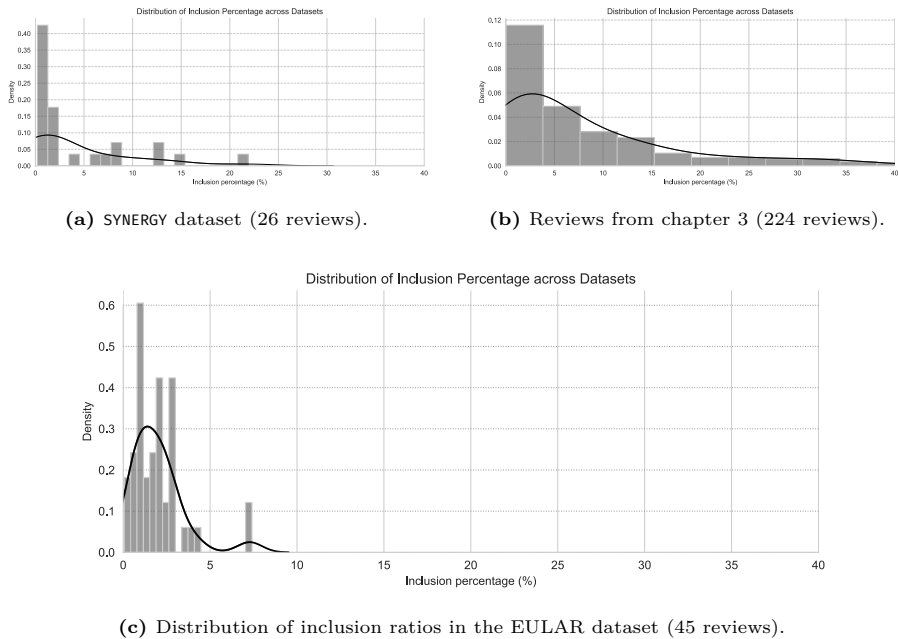 Distribution of Inclusion Percentage across Datasets
0.40
0.35
0.30
0.25
0.20
0.15
0.10
0.05
0.00
Density
0 5 10 15 20 25 30 35 40
Inclusion percentage (%)
(a) SYNERGY dataset (26 reviews).
Distribution of Inclusion Percentage across Datasets
0.12
0.10
0.08
0.06
0.04
0.02
0.00
Density
0 5 10 15 20 25 30 35 40
Inclusion percentage (%)
(b) Reviews from chapter 3 (224 reviews).
Distribution of Inclusion Percentage across Datasets
0.6
0.5
0.4
0.3
0.2
0.1
0.0
Density
0 5 10 15 20 25 30 35 40
Inclusion percentage (%)
(c) Distribution of inclusion ratios in the EULAR dataset (45 reviews).